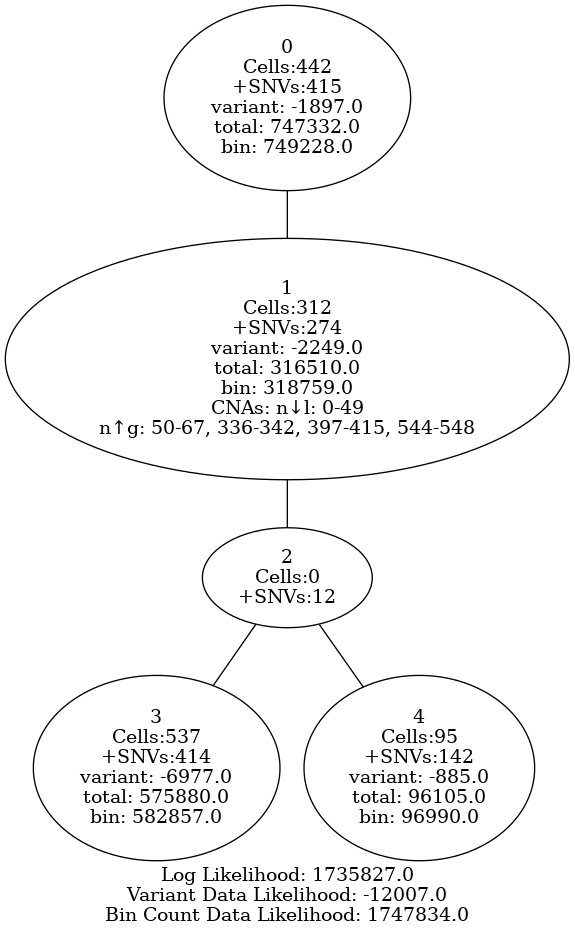 0
Cells:442
+SNVs:415
variant: -1897.0
total: 747332.0
bin: 749228.0
1
Cells:312
+SNVs:274
variant: -2249.0
total: 316510.0
bin: 318759.0
CNAs: n↓l: 0-49
n↑g: 50-67, 336-342, 397-415, 544-548
2
Cells:0
+SNVs:12
3
Cells:537
+SNVs:414
variant: -6977.0
total: 575880.0
bin: 582857.0
4
Cells:95
+SNVs:142
variant: -885.0
total: 96105.0
bin: 96990.0
Log Likelihood: 1735827.0
Variant Data Likelihood: -12007.0
Bin Count Data Likelihood: 1747834.0